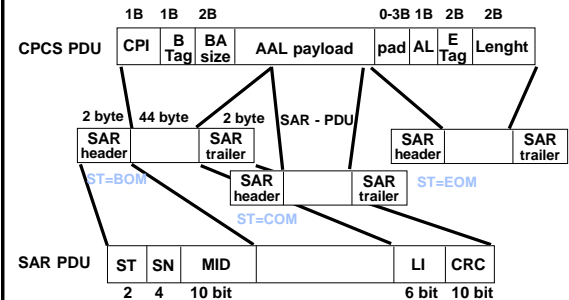 1B 1B 2B 0-3B 1B 2B 2B
CPCS PDU CPI B Tag BA size AAL payload pad AL E Tag Lenght
2 byte 44 byte 2 byte SAR - PDU
SAR header SAR trailer SAR header SAR trailer
ST=BOM SAR header SAR trailer ST=EOM
ST=COM
SAR PDU ST SN MID LI CRC
2 4 10 bit 6 bit 10 bit